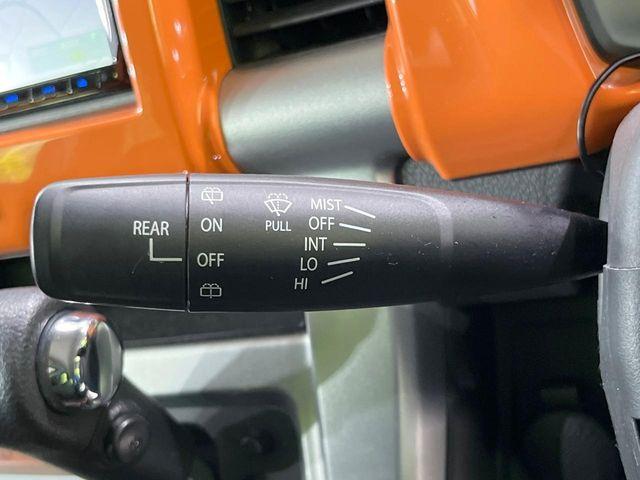 REAR
ON
OFF
PULL
MIST
OFF
INT
LO
HI